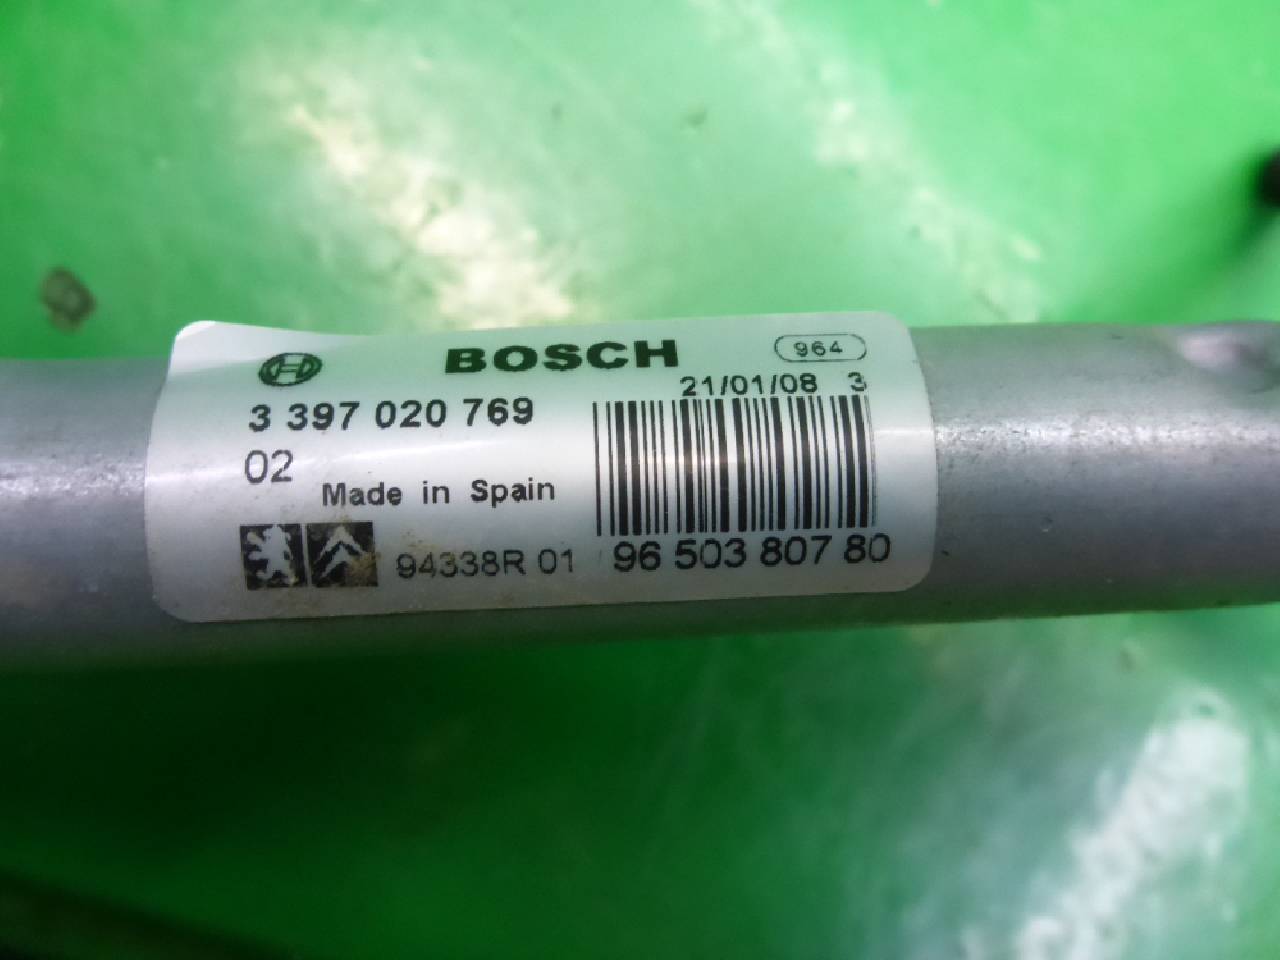 BOSCH 964
21/01/08 3
3 397 020 769
02
Made in Spain
94338R 01 96 503 807 80